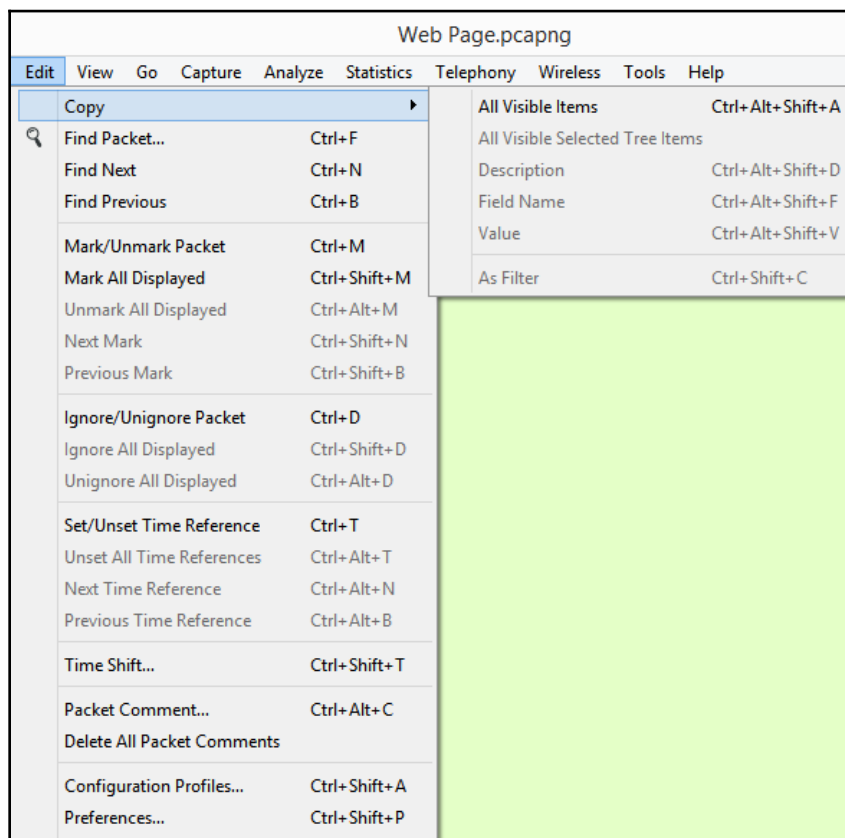 Web Page.pcapng
Edit View Go Capture Analyze Statistics Telephony Wireless Tools Help
Copy
Find Packet... Ctrl+F
Find Next Ctrl+N
Find Previous Ctrl+B
Mark/Unmark Packet Ctrl+M
Mark All Displayed Ctrl+Shift+M
Unmark All Displayed Ctrl+Alt+M
Next Mark Ctrl+Shift+N
Previous Mark Ctrl+Shift+B
Ignore/Unignore Packet Ctrl+D
Ignore All Displayed Ctrl+Shift+D
Unignore All Displayed Ctrl+Alt+D
Set/Unset Time Reference Ctrl+T
Unset All Time References Ctrl+Alt+T
Next Time Reference Ctrl+Alt+N
Previous Time Reference Ctrl+Alt+B
Time Shift... Ctrl+Shift+T
Packet Comment... Ctrl+Alt+C
Delete All Packet Comments
Configuration Profiles... Ctrl+Shift+A
Preferences... Ctrl+Shift+P
All Visible Items Ctrl+Alt+Shift+A
All Visible Selected Tree Items
Description Ctrl+Alt+Shift+D
Field Name Ctrl+Alt+Shift+F
Value Ctrl+Alt+Shift+V
As Filter Ctrl+Shift+C